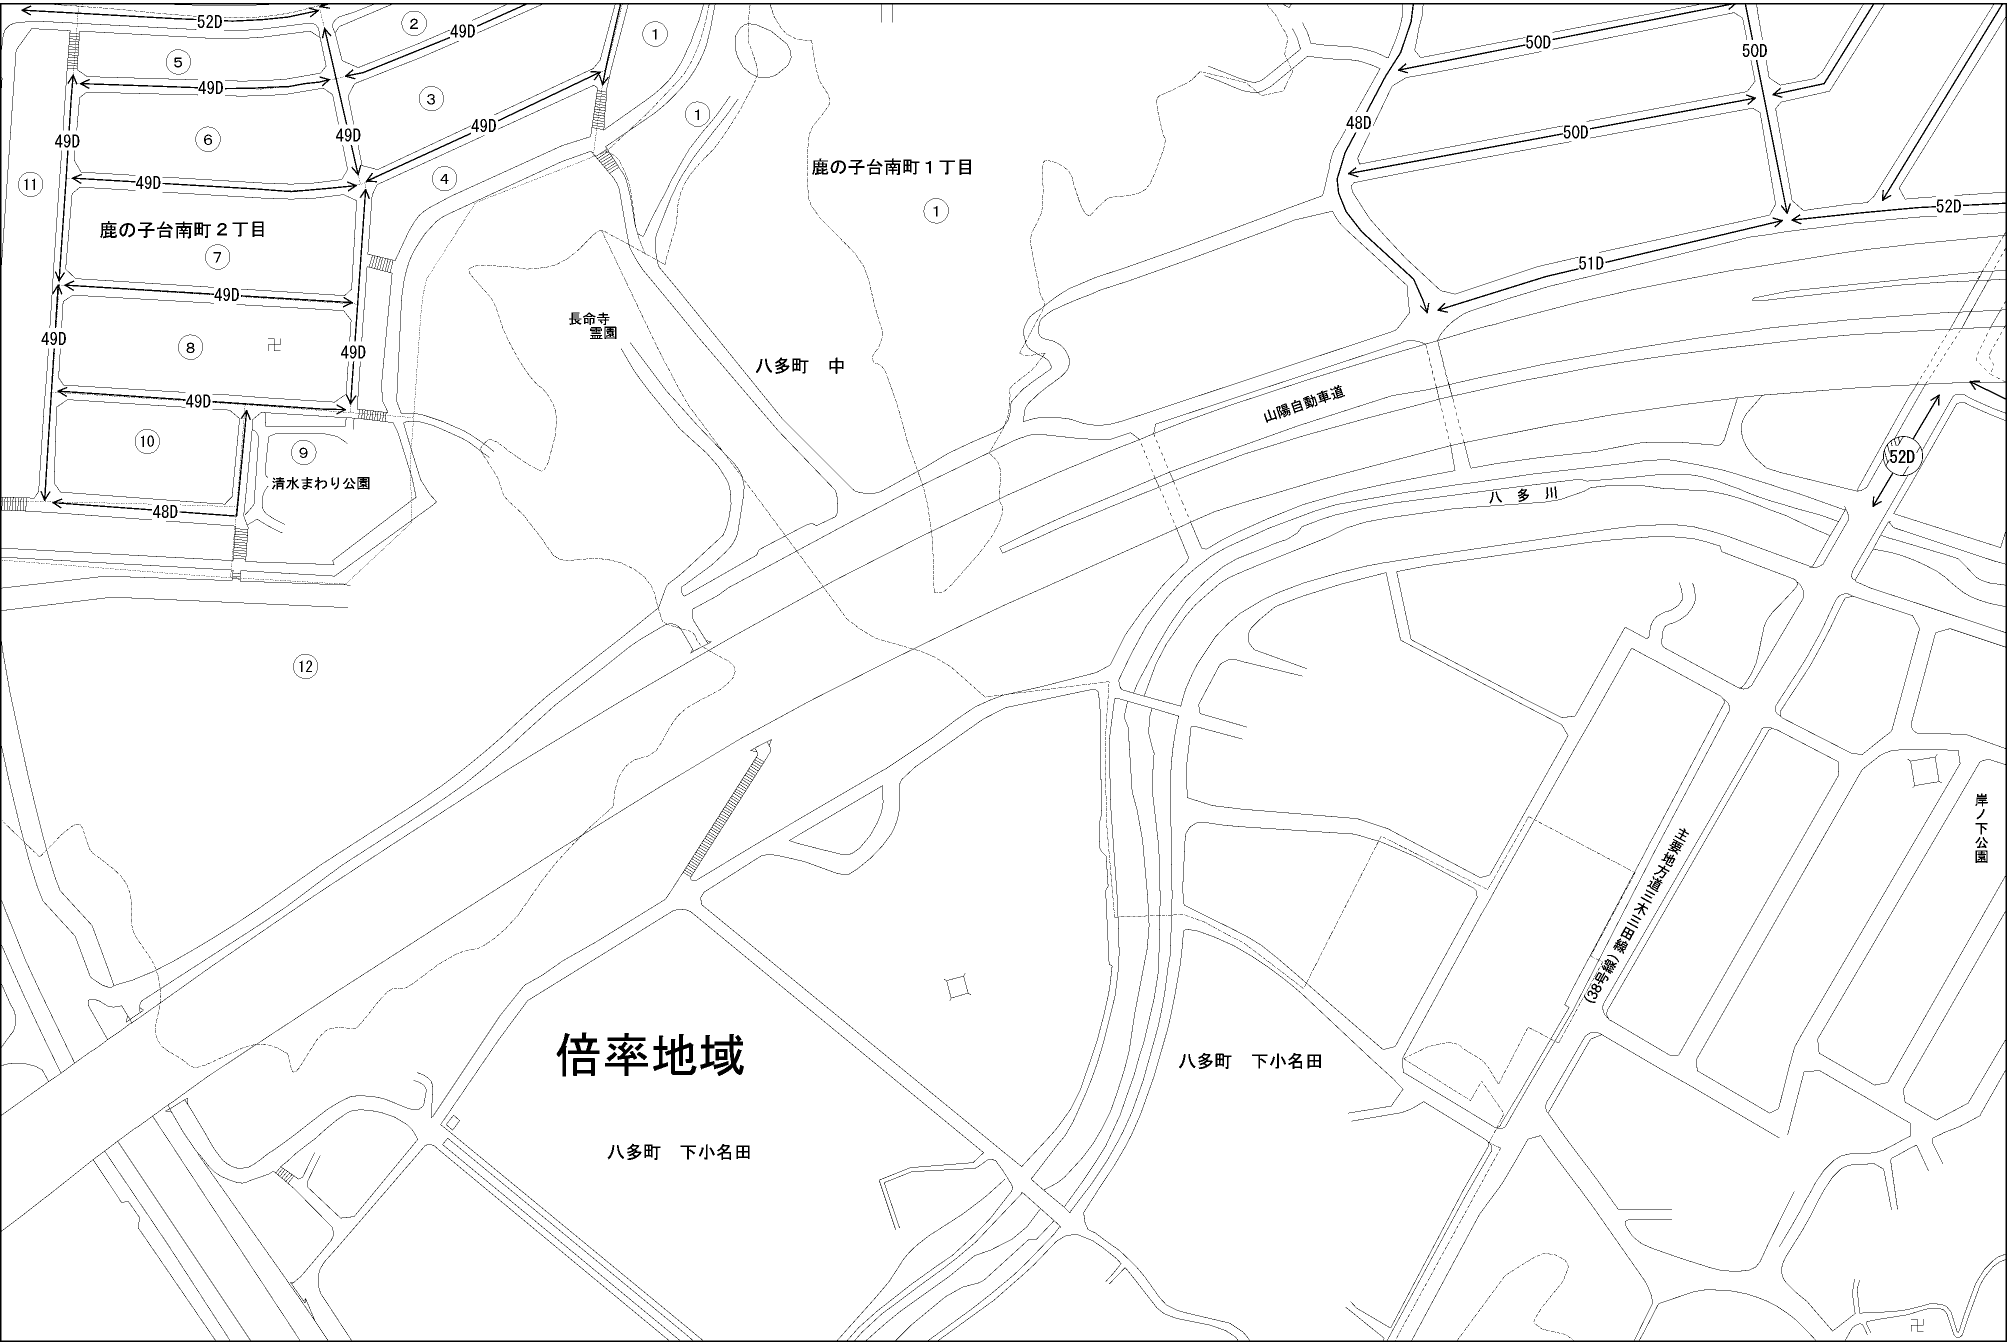 52D
②
49D
①
50D
50D
⑤
49D
③
49D
①
48D
50D
49D
⑥
49D
鹿の子台南町1丁目
①
⑪
49D
④
52D
鹿の子台南町2丁目
⑦
51D
49D
長命寺
霊園
49D
⑧
卍
49D
八多町 中
49D
山陽自動車道
⑩
⑨
52D
清水まわり公園
八多川
48D
⑫
岸ノ下公園
主要地方道三木三田線
(38号線)
倍率地域
八多町 下小名田
八多町 下小名田
卍